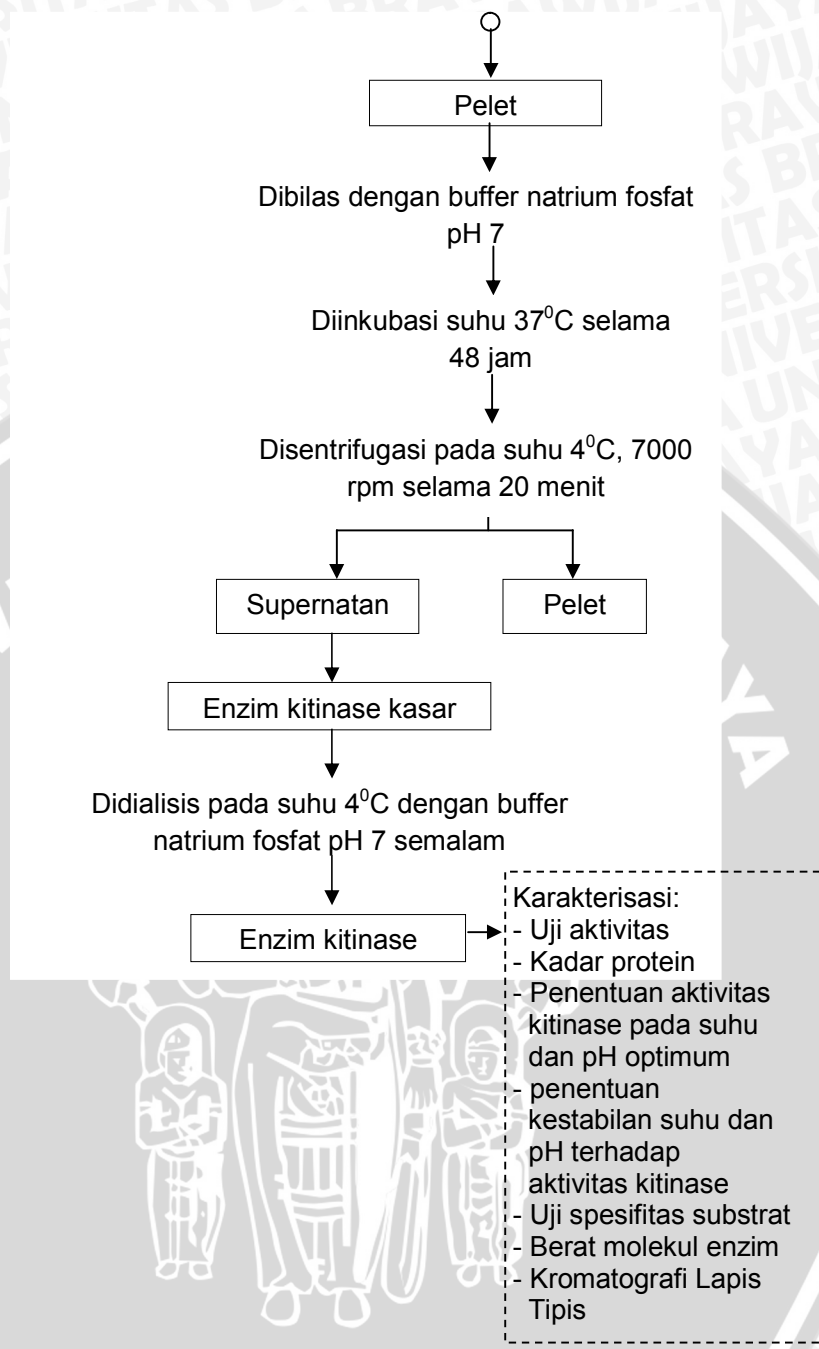 Pelet
Dibilas dengan buffer natrium fosfat
pH 7
Diinkubasi suhu 37⁰C selama
48 jam
Disentrifugasi pada suhu 4⁰C, 7000
rpm selama 20 menit
Supernatan
Pelet
Enzim kitinase kasar
Didialisis pada suhu 4⁰C dengan buffer
natrium fosfat pH 7 semalam
Enzim kitinase
Karakterisasi:
- Uji aktivitas
- Kadar protein
- Penentuan aktivitas
kitinase pada suhu
dan pH optimum
- penentuan
kestabilan suhu dan
pH terhadap
aktivitas kitinase
- Uji spesifitas substrat
- Berat molekul enzim
- Kromatografi Lapis
Tipis